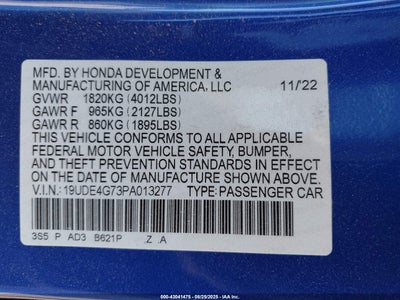 MFD. BY HONDA DEVELOPMENT &
MANUFACTURING OF AMERICA, LLC 11/22
GVWR 1820KG (4012LBS)
GAWR F 965KG (2127LBS)
GAWR R 860KG (1895LBS)
THIS VEHICLE CONFORMS TO ALL APPLICABLE
FEDERAL MOTOR VEHICLE SAFETY, BUMPER,
AND THEFT PREVENTION STANDARDS IN EFFECT
ON THE DATE OF MANUFACTURE SHOWN ABOVE.
V.I.N.: 19UDE4G73PA013277 TYPE: PASSENGER CAR
3S5 P AD3 B621P .Z .A
000-43041475 - 08/25/2025 - IAA Inc.